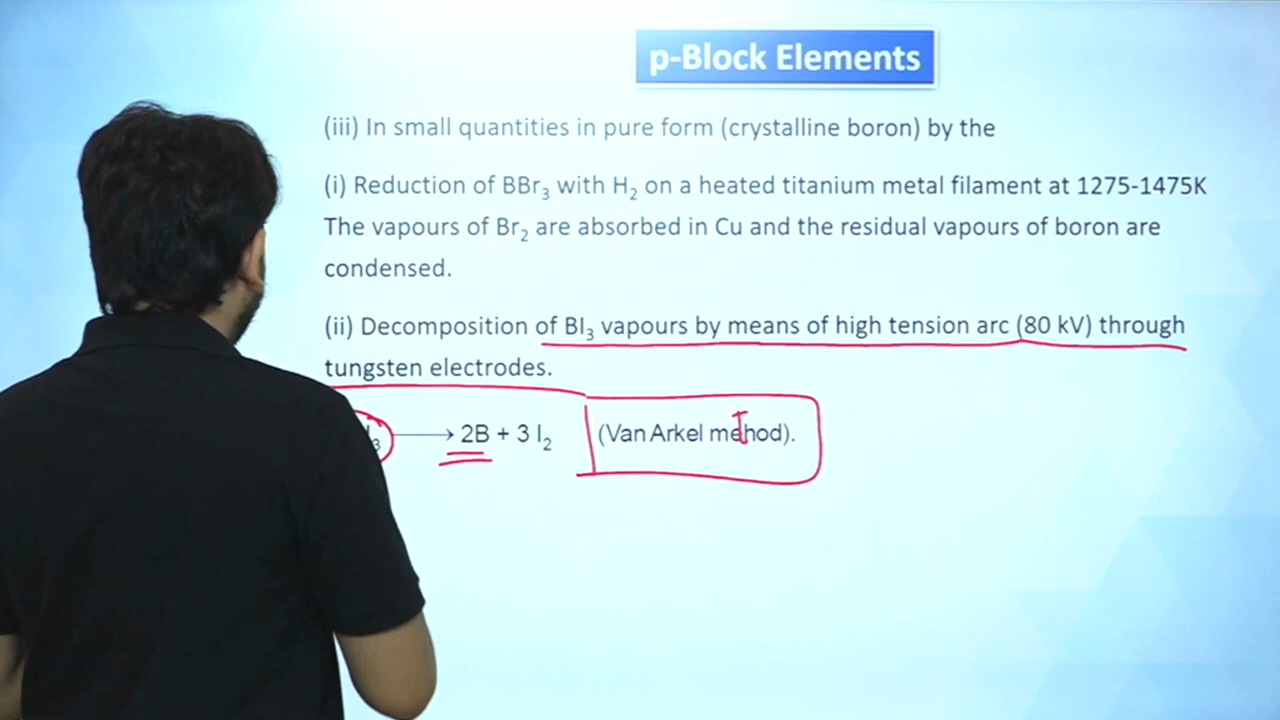 p-Block Elements
(iii) In small quantities in pure form (crystalline boron) by the
(i) Reduction of BBr₃ with H₂ on a heated titanium metal filament at 1275-1475K
The vapours of Br₂ are absorbed in Cu and the residual vapours of boron are
condensed.
(ii) Decomposition of BI₃ vapours by means of high tension arc (80 kV) through
tungsten electrodes.
I₃ ⟶ 2B + 3 I₂ (Van Arkel method).